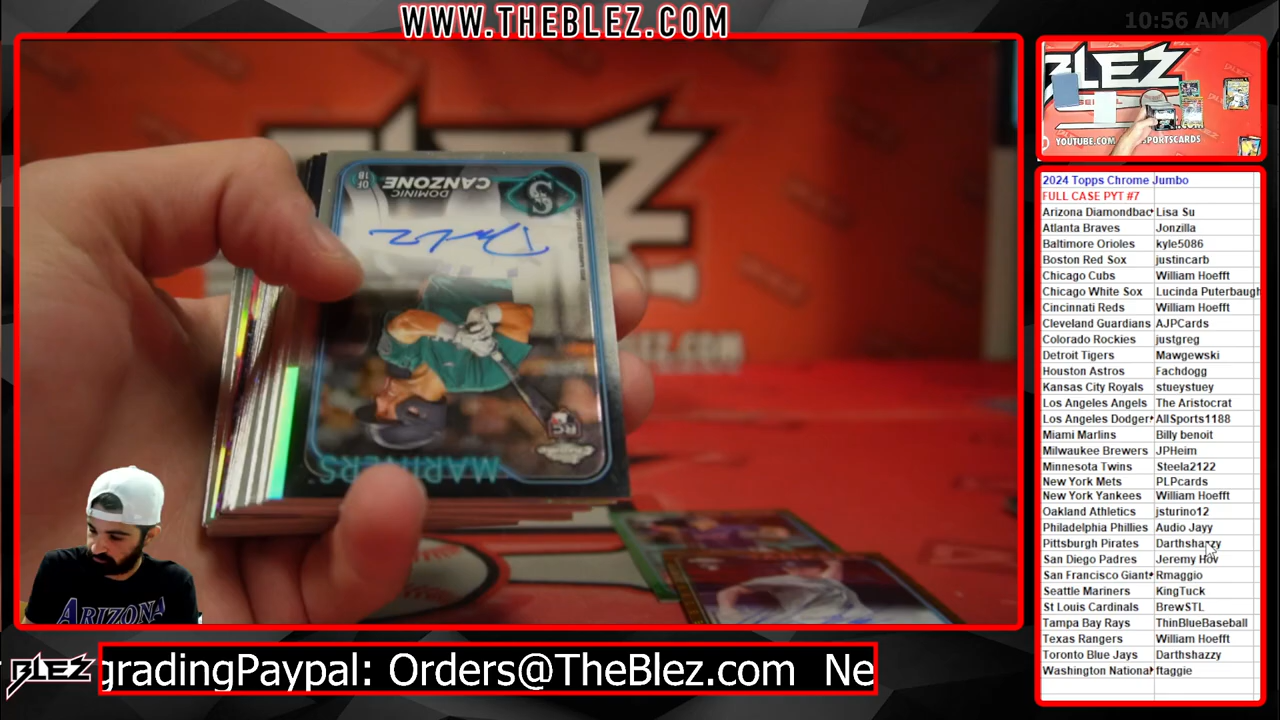 WWW.THEBLEZ.COM
10:56 AM
BLEZ
YOUTUBE.COM
SPORTSCARDS
DOMINIC
CANZONE
OF
1B
MARINERS
RC
2024 Topps Chrome Jumbo
FULL CASE PYT #7
Arizona Diamondbac Lisa Su
Atlanta Braves Jonzilla
Baltimore Orioles kyle5086
Boston Red Sox justincarb
Chicago Cubs William Hoefft
Chicago White Sox Lucinda Puterbaugh
Cincinnati Reds William Hoefft
Cleveland Guardians AJPCards
Colorado Rockies justgreg
Detroit Tigers Mawgewski
Houston Astros Fachdogg
Kansas City Royals stueystuey
Los Angeles Angels The Aristocrat
Los Angeles Dodger AllSports1188
Miami Marlins Billy benoit
Milwaukee Brewers JPHeim
Minnesota Twins Steela2122
New York Mets PLPcards
New York Yankees William Hoefft
Oakland Athletics jsturino12
Philadelphia Phillies Audio Jayy
Pittsburgh Pirates Darthshazzy
San Diego Padres Jeremy Hov
San Francisco Giant Rmaggio
Seattle Mariners KingTuck
St Louis Cardinals BrewSTL
Tampa Bay Rays ThinBlueBaseball
Texas Rangers William Hoefft
Toronto Blue Jays Darthshazzy
Washington National ftaggie
ARIZONA
BLEZ
gradingPaypal: Orders@TheBlez.com Ne